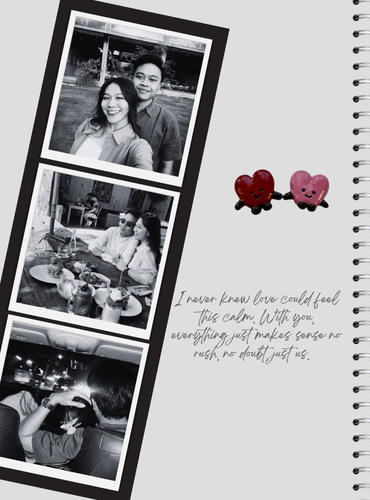 I never knew love could feel
this calm. With you,
everything just makes sense no
rush, no doubt, just us.